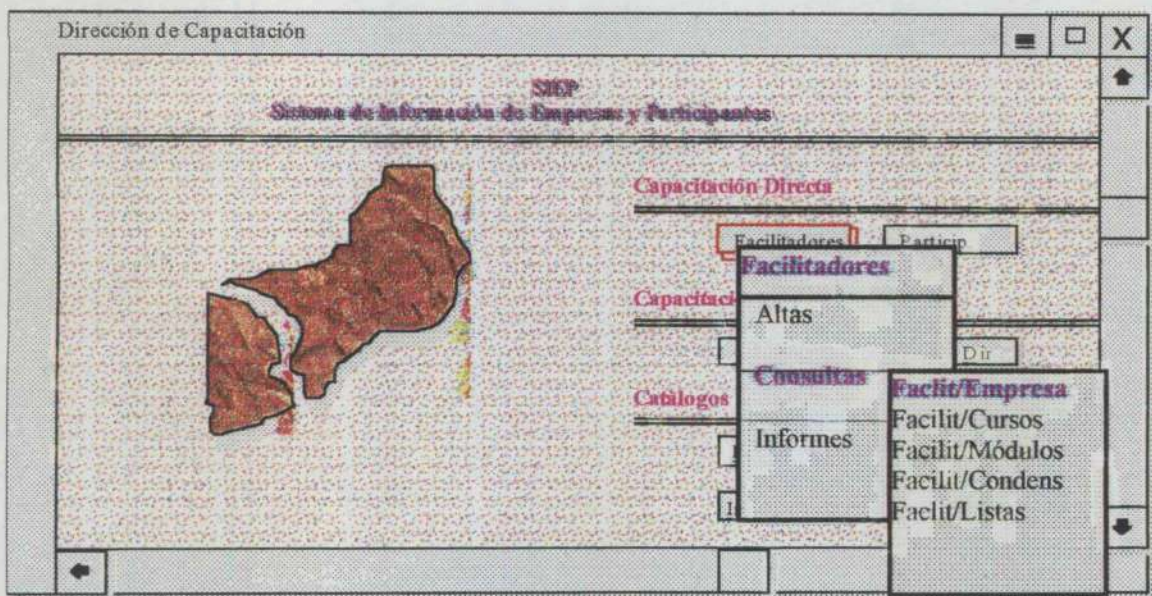 Dirección de Capacitación
X
SIEP
Sistema de Información de Empresas y Participantes
Capacitación Directa
Facilitadores
Particip
Facilitadores
Capacitaci
Altas
Dir
Consultas
Faclit/Empresa
Catálogos
Facilit/Cursos
Informes
Facilit/Módulos
Facilit/Condens
Faclit/Listas